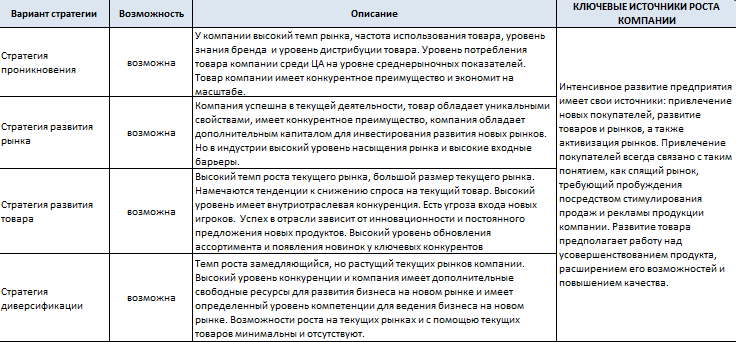 Вариант стратегии
Возможность
Описание
КЛЮЧЕВЫЕ ИСТОЧНИКИ РОСТА
КОМПАНИИ
Стратегия
проникновения
возможна
У компании высокий темп рынка, частота использования товара, уровень
знания бренда и уровень дистрибуции товара. Уровень потребления
товара компании среди ЦА на уровне среднерыночных показателей.
Товар компании имеет конкурентное преимущество и экономит на
масштабе.
Стратегия развития
рынка
возможна
Компания успешна в текущей деятельности, товар обладает уникальными
свойствами, имеет конкурентное преимущество, компания обладает
дополнительным капиталом для инвестирования развития новых рынков.
Но в индустрии высокий уровень насыщения рынка и высокие входные
барьеры.
Стратегия развития
товара
возможна
Высокий темп роста текущего рынка, большой размер текущего рынка.
Намечаются тенденции к снижению спроса на текущий товар. Высокий
уровень имеет внутриотраслевая конкуренция. Есть угроза входа новых
игроков. Успех в отрасли зависит от инновационности и постоянного
предложения новых продуктов. Высокий уровень обновления
ассортимента и появления новинок у ключевых конкурентов
Стратегия
диверсификации
возможна
Темп роста замедляющийся, но растущий текущих рынков компании.
Высокий уровень конкуренции и компания имеет дополнительные
свободные ресурсы для развития бизнеса на новом рынке и имеет
определенный уровень компетенции для ведения бизнеса на новом
рынке. Возможности роста на текущих рынках и с помощью текущих
товаров минимальны и отсутствуют.
Интенсивное развитие предприятия
имеет свои источники: привлечение
новых покупателей, развитие
товаров и рынков, а также
активизация рынков. Привлечение
покупателей всегда связано с таким
понятием, как спящий рынок,
требующий пробуждения
посредством стимулирования
продаж и рекламы продукции
компании. Развитие товара
предполагает работу над
усовершенствованием продукта,
расширением его возможностей и
повышением качества.